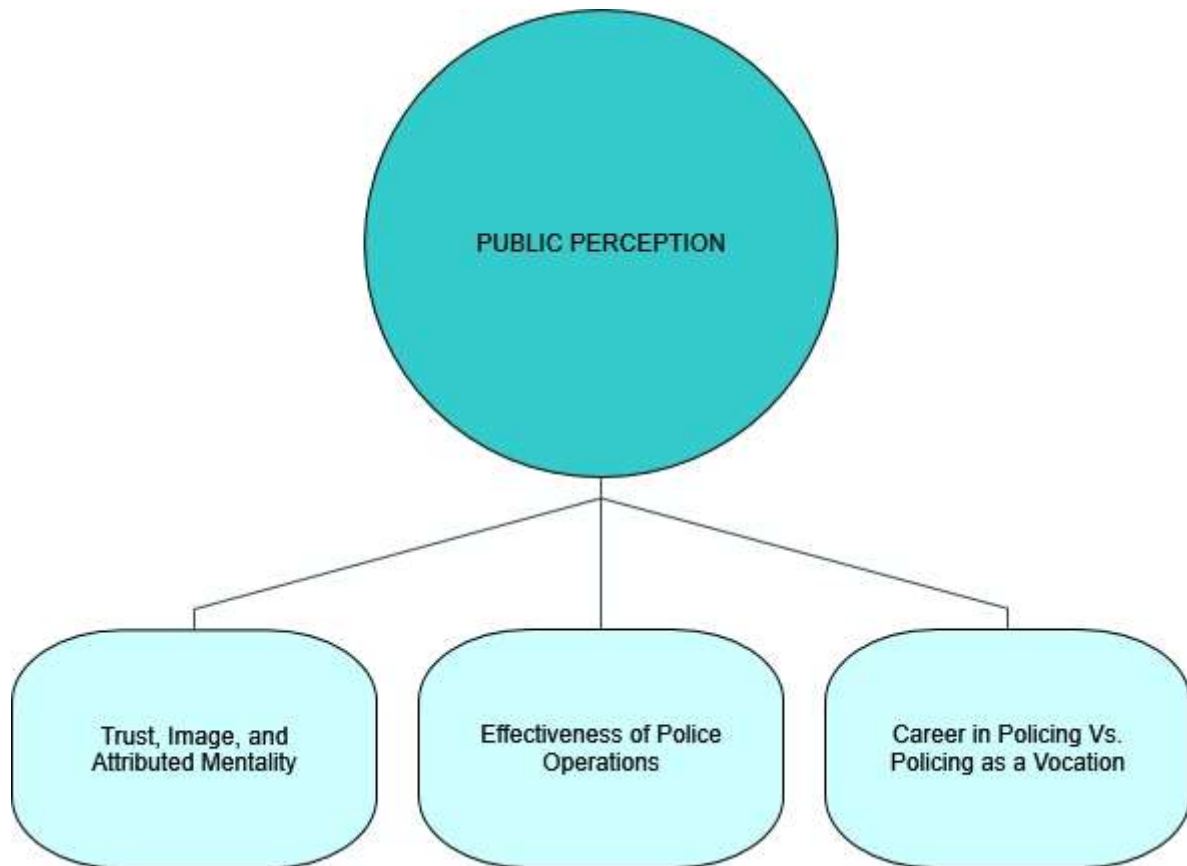 PUBLIC PERCEPTION
Trust, Image, and
Attributed Mentality
Effectiveness of Police
Operations
Career in Policing Vs.
Policing as a Vocation